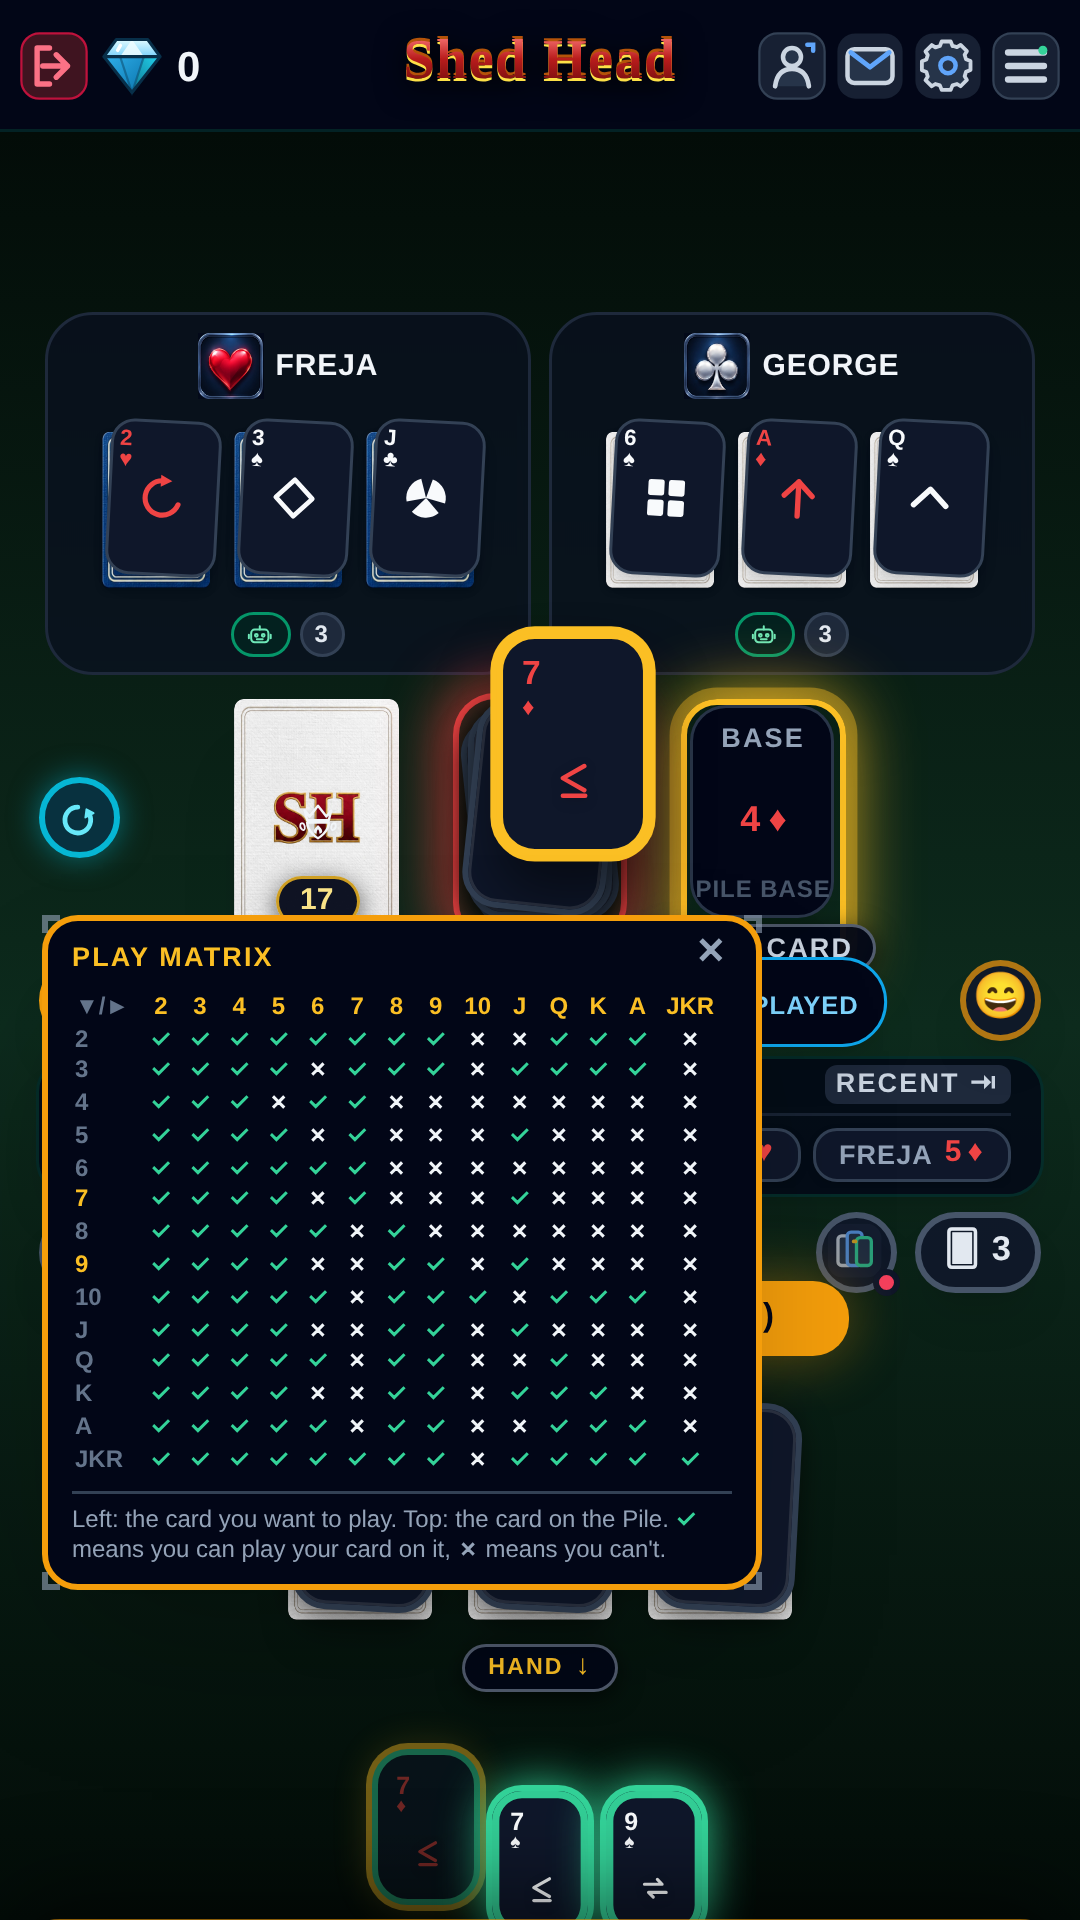 0
Shed Head
FREJA
GEORGE
2
3
J
6
A
Q
3
3
7
≤
BASE
4♦
PILE BASE
SH
17
CARD
PLAY MATRIX
×
▼/► 2 3 4 5 6 7 8 9 10 J Q K A JKR
2 ✓ ✓ ✓ ✓ ✓ ✓ ✓ ✓ × × ✓ ✓ ✓ ×
3 ✓ ✓ ✓ ✓ × ✓ ✓ ✓ × ✓ ✓ ✓ ✓ ×
4 ✓ ✓ ✓ × ✓ ✓ × × × × × × × ×
5 ✓ ✓ ✓ ✓ × ✓ × × × ✓ × × × ×
6 ✓ ✓ ✓ ✓ ✓ ✓ × × × × × × × ×
7 ✓ ✓ ✓ ✓ × ✓ × × × ✓ × × × ×
8 ✓ ✓ ✓ ✓ ✓ × ✓ × × × × × × ×
9 ✓ ✓ ✓ ✓ × × ✓ ✓ × ✓ × × × ×
10 ✓ ✓ ✓ ✓ ✓ × ✓ ✓ ✓ × ✓ ✓ ✓ ×
J ✓ ✓ ✓ ✓ × × ✓ ✓ × ✓ × × × ×
Q ✓ ✓ ✓ ✓ ✓ × ✓ ✓ × × ✓ × × ×
K ✓ ✓ ✓ ✓ × × ✓ ✓ × ✓ ✓ ✓ × ×
A ✓ ✓ ✓ ✓ ✓ × ✓ ✓ × × ✓ ✓ ✓ ×
JKR ✓ ✓ ✓ ✓ ✓ ✓ ✓ ✓ × ✓ ✓ ✓ ✓ ✓
Left: the card you want to play. Top: the card on the Pile. ✓
means you can play your card on it, × means you can't.
PLAYED
RECENT
FREJA 5♦
3
)
HAND ↓
7
≤
7
≤
9